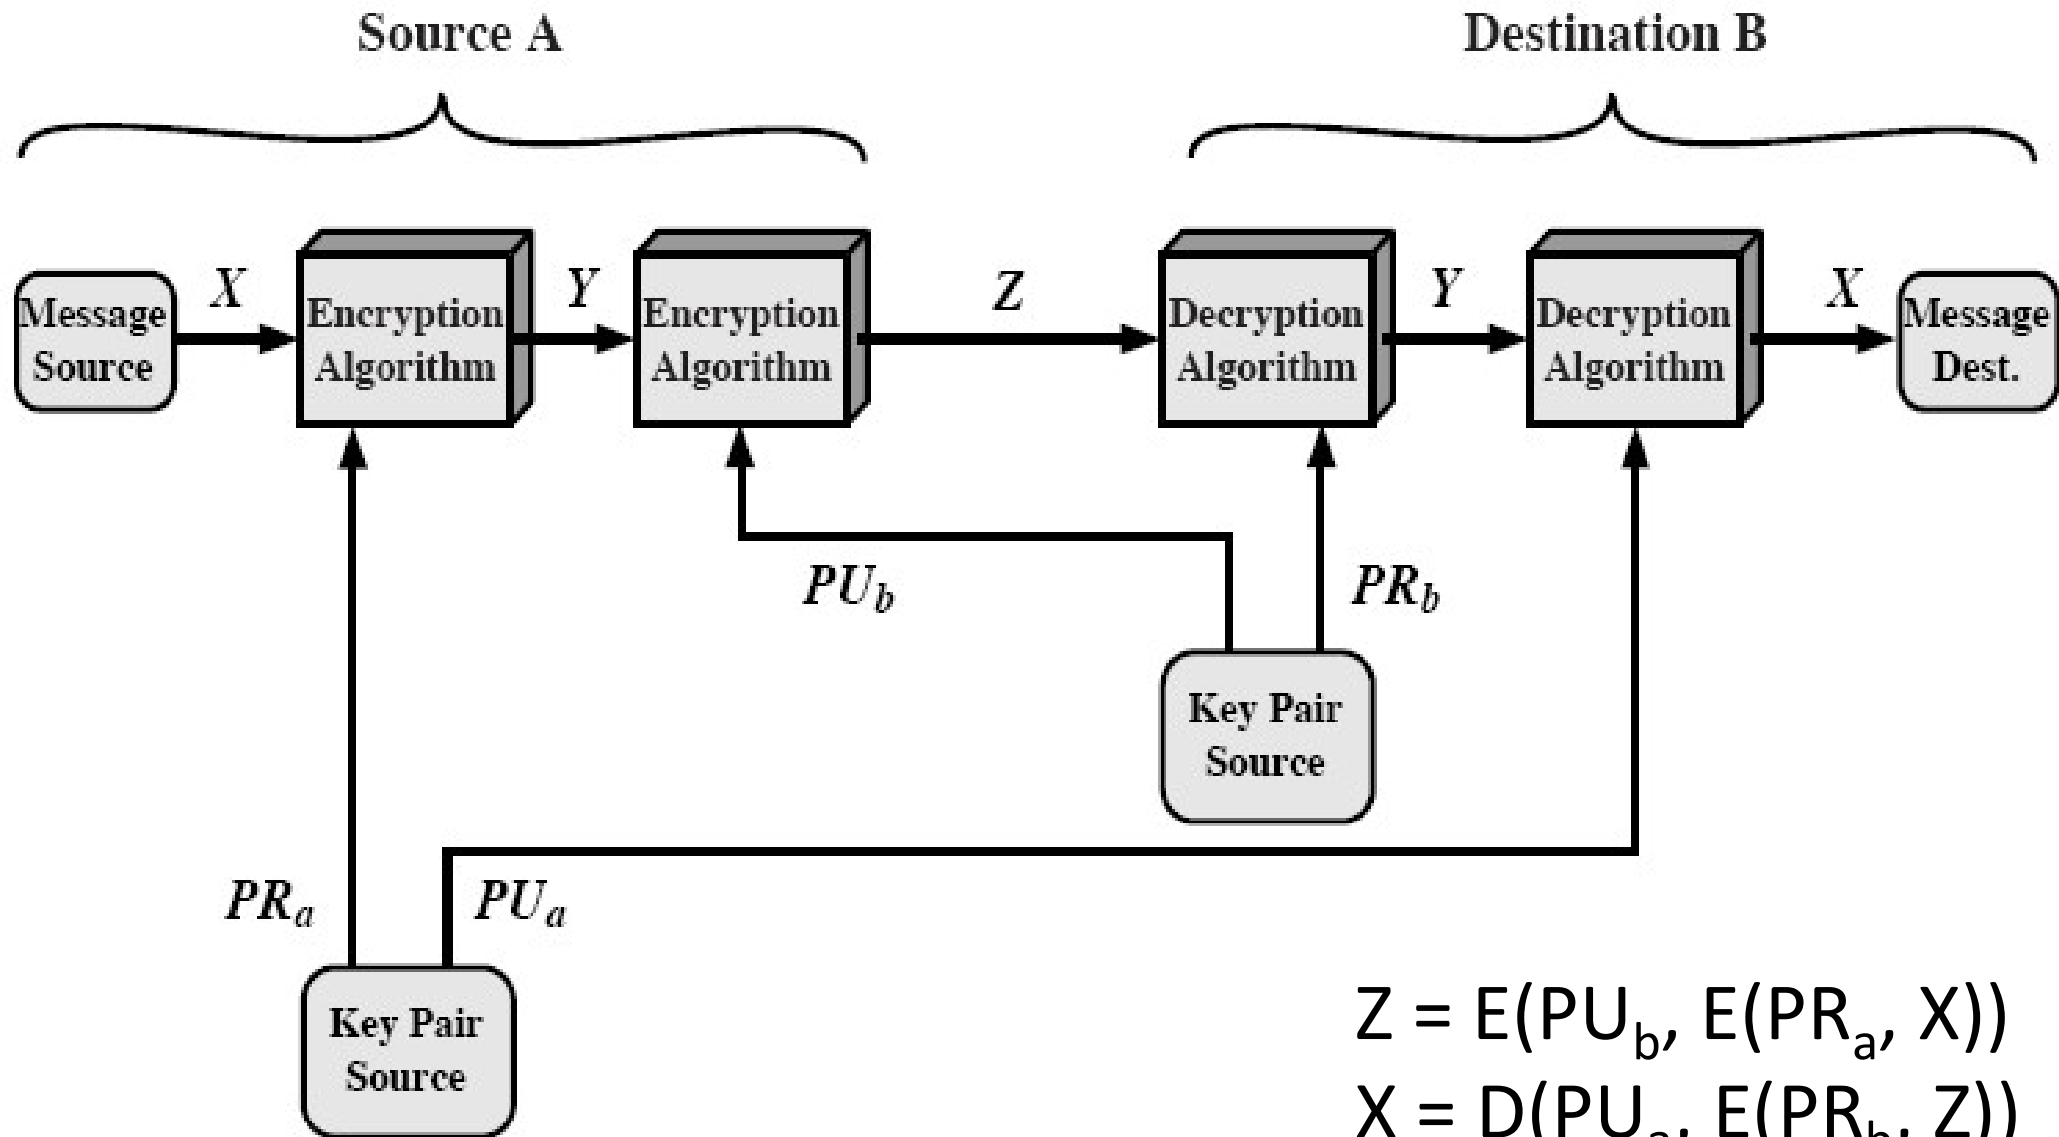 Source A
Destination B
Message
Source
X
Encryption
Algorithm
Y
Encryption
Algorithm
Z
Decryption
Algorithm
Y
Decryption
Algorithm
X
Message
Dest.
PUb
PRb
Key Pair
Source
PRa
PUa
Key Pair
Source
Z = E(PUb, E(PRa, X))
X = D(PUa, E(PRb, Z))